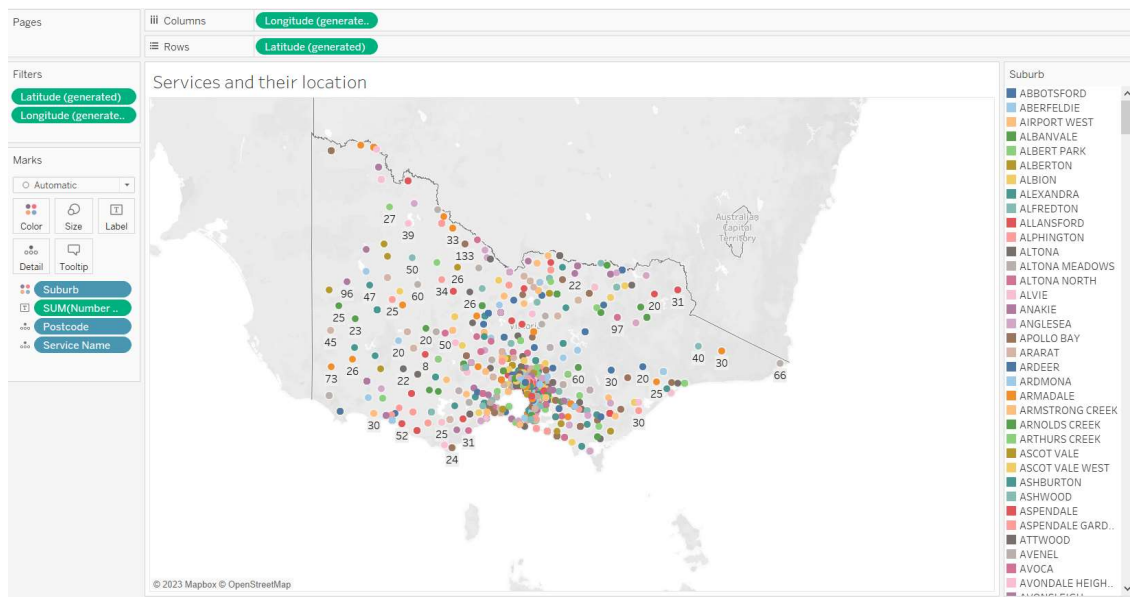 Pages
Columns
Longitude (generate..
Rows
Latitude (generated)
Filters
Latitude (generated)
Longitude (generate..
Marks
Automatic
Color
Size
Label
Detail
Tooltip
Suburb
SUM(Number ..
Postcode
Service Name
Services and their location
Australian
Capital
Territory
27
39
33
133
50
26
96
47
60
34
22
20
31
25
25
26
23
97
45
20
20
50
40
30
73
26
8
22
60
30
20
66
25
30
52
25
31
30
24
© 2023 Mapbox © OpenStreetMap
Suburb
ABBOTSFORD
ABERFELDIE
AIRPORT WEST
ALBANVALE
ALBERT PARK
ALBERTON
ALBION
ALEXANDRA
ALFREDTON
ALLANSFORD
ALPHINGTON
ALTONA
ALTONA MEADOWS
ALTONA NORTH
ALVIE
ANAKIE
ANGLESEA
APOLLO BAY
ARARAT
ARDEER
ARDMONA
ARMADALE
ARMSTRONG CREEK
ARNOLDS CREEK
ARTHURS CREEK
ASCOT VALE
ASCOT VALE WEST
ASHBURTON
ASHWOOD
ASPENDALE
ASPENDALE GARD..
ATTWOOD
AVENEL
AVOCA
AVONDALE HEIGH..